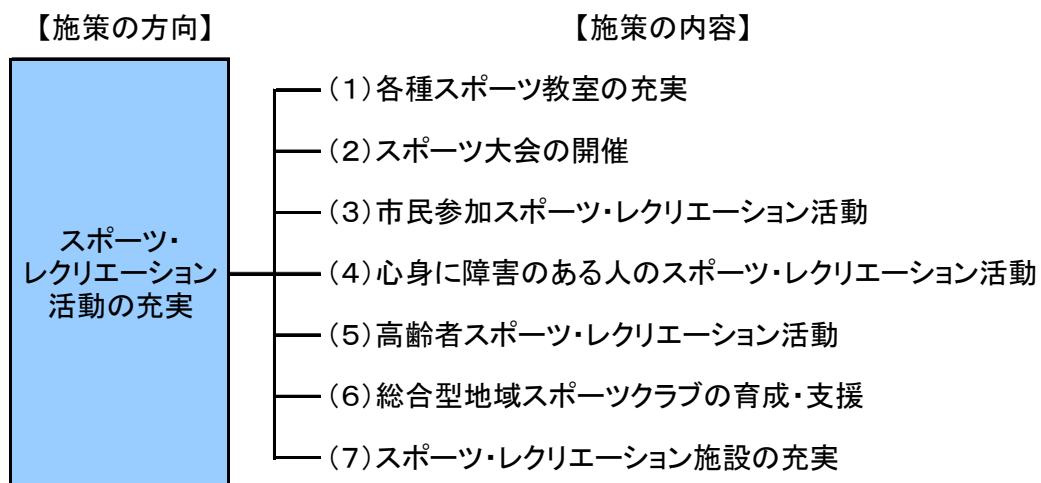 【施策の方向】
【施策の内容】
スポーツ・
レクリエーション
活動の充実
（１）各種スポーツ教室の充実
（２）スポーツ大会の開催
（３）市民参加スポーツ・レクリエーション活動
（４）心身に障害のある人のスポーツ・レクリエーション活動
（５）高齢者スポーツ・レクリエーション活動
（６）総合型地域スポーツクラブの育成・支援
（７）スポーツ・レクリエーション施設の充実